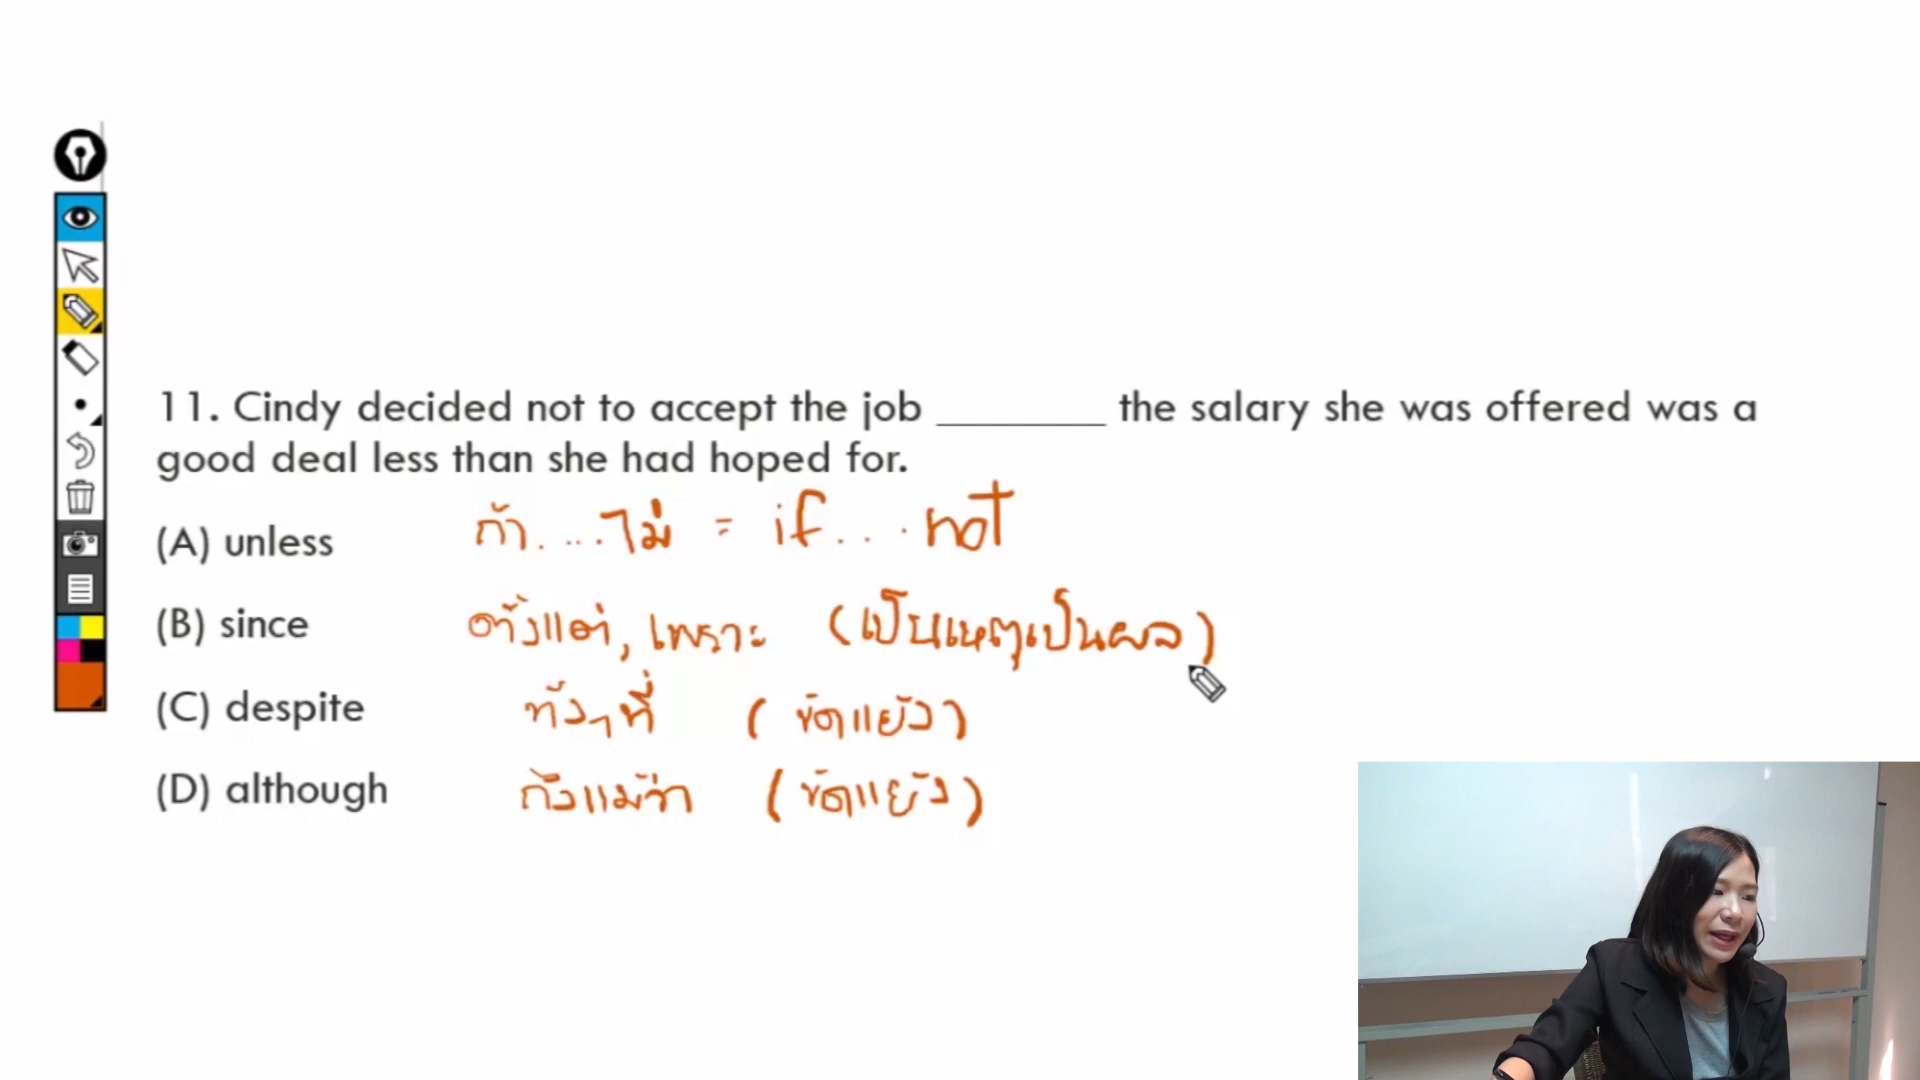 11. Cindy decided not to accept the job ________ the salary she was offered was a
good deal less than she had hoped for.
(A) unless ถ้า....ไม่ = if... not
(B) since ตั้งแต่, เพราะ (เป็นเหตุเป็นผล)
(C) despite ทั้งๆที่ (ขัดแย้ง)
(D) although ถึงแม้ว่า (ขัดแย้ง)